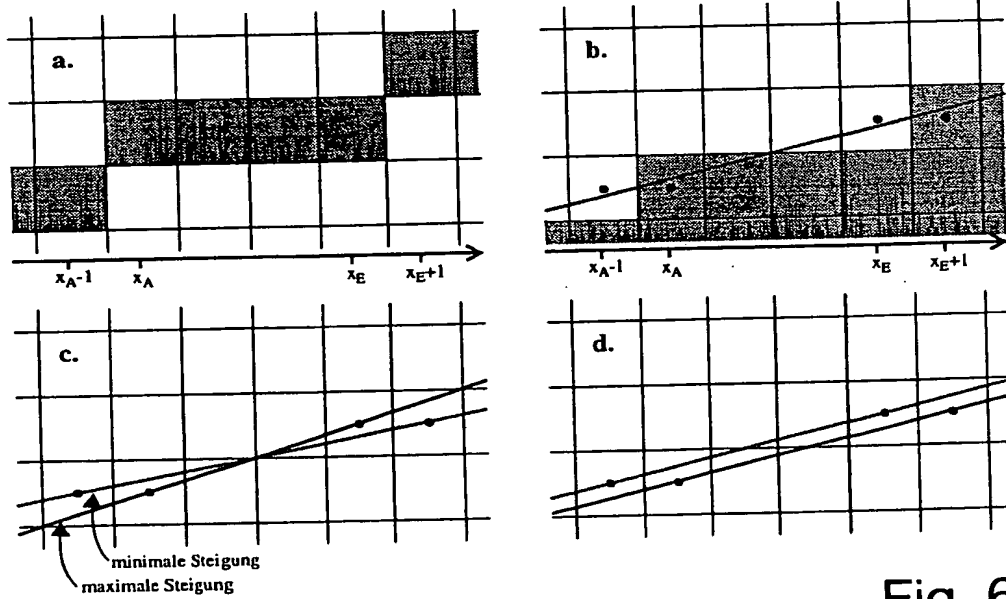 a.
b.
x_A-1 x_A x_E x_E+1
x_A-1 x_A x_E x_E+1
c.
d.
minimale Steigung
maximale Steigung
Fig. 6